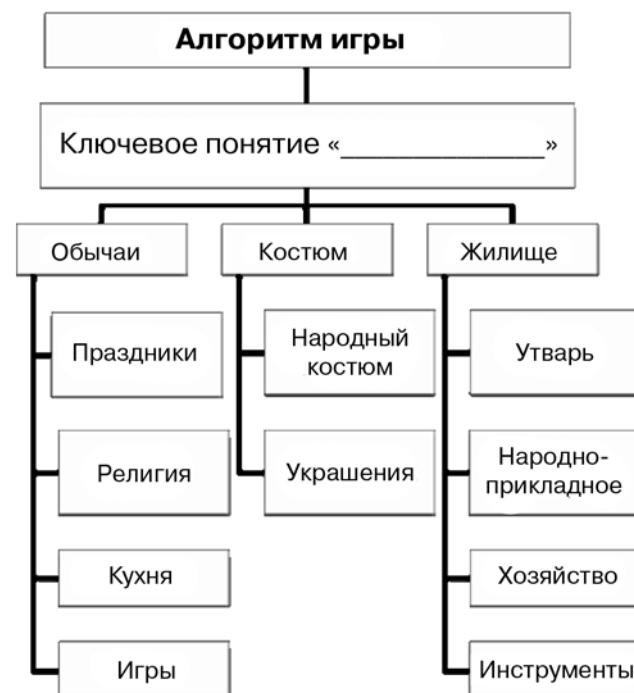 Алгоритм игры
Ключевое понятие «_______________»
Обычаи
Костюм
Жилище
Праздники
Народный
костюм
Утварь
Религия
Украшения
Народно-
прикладное
Кухня
Хозяйство
Игры
Инструменты